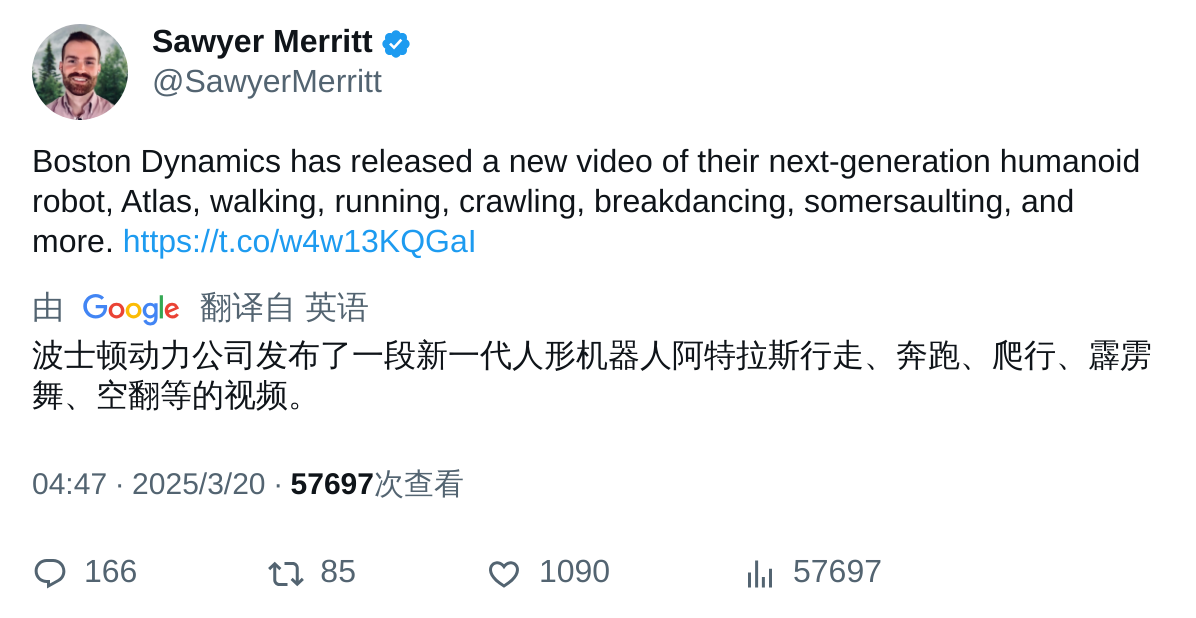 Sawyer Merritt
@SawyerMerritt
Boston Dynamics has released a new video of their next-generation humanoid
robot, Atlas, walking, running, crawling, breakdancing, somersaulting, and
more. https://t.co/w4w13KQGaI
由 Google 翻译自 英语
波士顿动力公司发布了一段新一代人形机器人阿特拉斯行走、奔跑、爬行、霹雳
舞、空翻等的视频。
04:47 · 2025/3/20 · 57697次查看
166 85 1090 57697